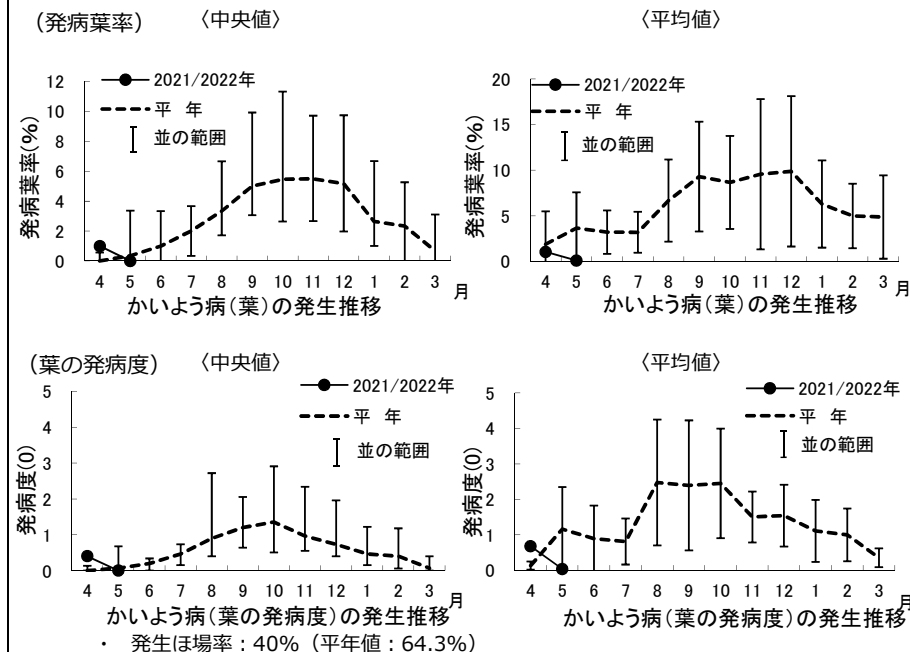 (発病葉率) 〈中央値〉 〈平均値〉
2021/2022年
平 年
並の範囲
発病葉率(%)
12
10
8
6
4
2
0
4 5 6 7 8 9 10 11 12 1 2 3 月
かいよう病(葉)の発生推移
2021/2022年
平 年
並の範囲
発病葉率(%)
20
15
10
5
0
4 5 6 7 8 9 10 11 12 1 2 3 月
かいよう病(葉)の発生推移
(葉の発病度) 〈中央値〉 〈平均値〉
2021/2022年
平 年
並の範囲
発病度(0)
5
4
3
2
1
0
4 5 6 7 8 9 10 11 12 1 2 3 月
かいよう病(葉の発病度)の発生推移
2021/2022年
平 年
並の範囲
発病度(0)
5
4
3
2
1
0
4 5 6 7 8 9 10 11 12 1 2 3 月
かいよう病(葉の発病度)の発生推移
・ 発生ほ場率：40%（平年値：64.3%）